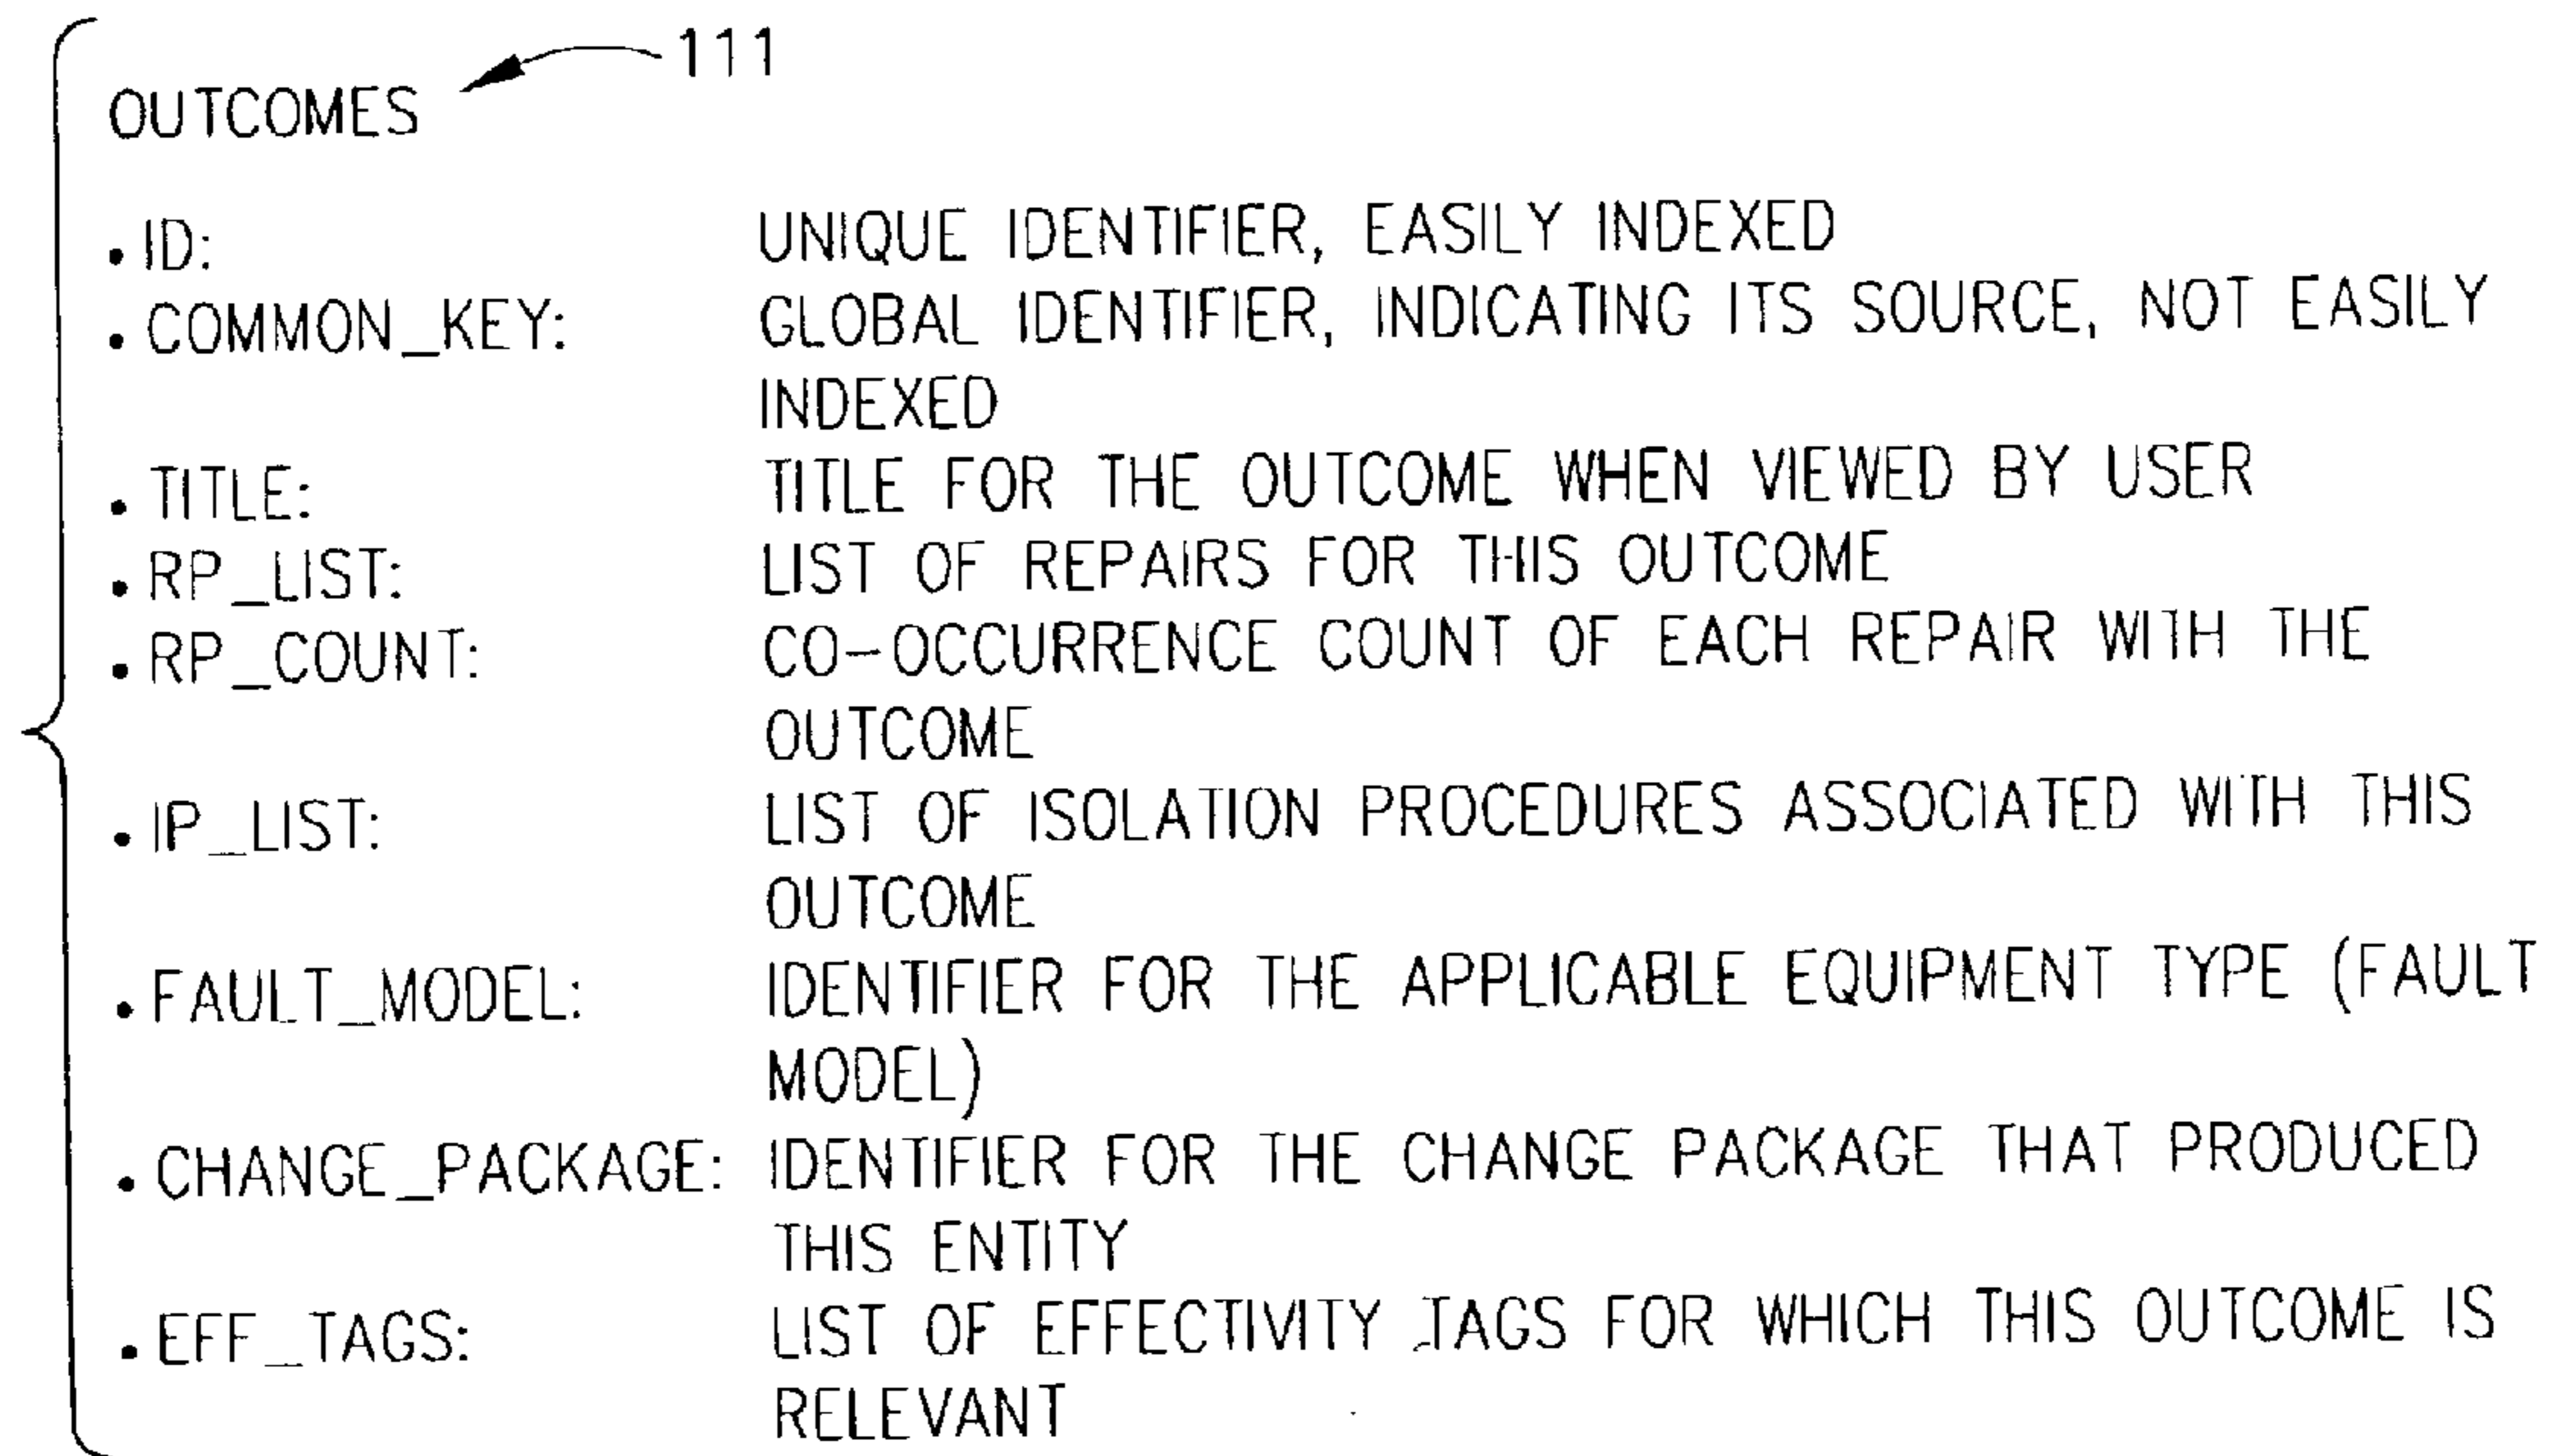 111
OUTCOMES
• ID: UNIQUE IDENTIFIER, EASILY INDEXED
• COMMON_KEY: GLOBAL IDENTIFIER, INDICATING ITS SOURCE, NOT EASILY
INDEXED
• TITLE: TITLE FOR THE OUTCOME WHEN VIEWED BY USER
• RP_LIST: LIST OF REPAIRS FOR THIS OUTCOME
• RP_COUNT: CO-OCCURRENCE COUNT OF EACH REPAIR WITH THE
OUTCOME
• IP_LIST: LIST OF ISOLATION PROCEDURES ASSOCIATED WITH THIS
OUTCOME
• FAULT_MODEL: IDENTIFIER FOR THE APPLICABLE EQUIPMENT TYPE (FAULT
MODEL)
• CHANGE_PACKAGE: IDENTIFIER FOR THE CHANGE PACKAGE THAT PRODUCED
THIS ENTITY
• EFF_TAGS: LIST OF EFFECTIVITY TAGS FOR WHICH THIS OUTCOME IS
RELEVANT